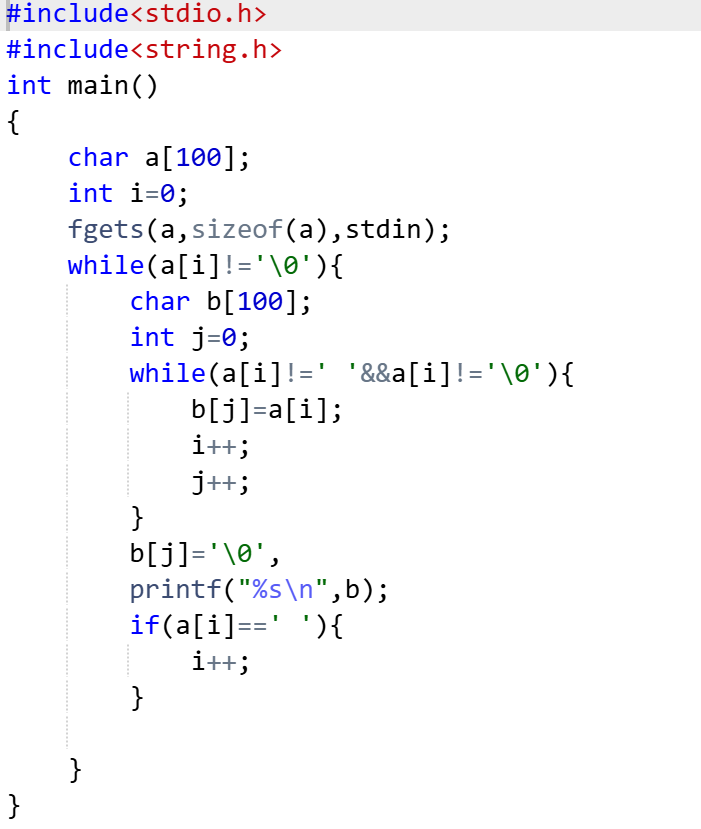 #include<stdio.h>
#include<string.h>
int main()
{
    char a[100];
    int i=0;
    fgets(a,sizeof(a),stdin);
    while(a[i]!='\0'){
        char b[100];
        int j=0;
        while(a[i]!=' '&&a[i]!='\0'){
            b[j]=a[i];
            i++;
            j++;
        }
        b[j]='\0',
        printf("%s\n",b);
        if(a[i]==' '){
            i++;
        }

    }
}